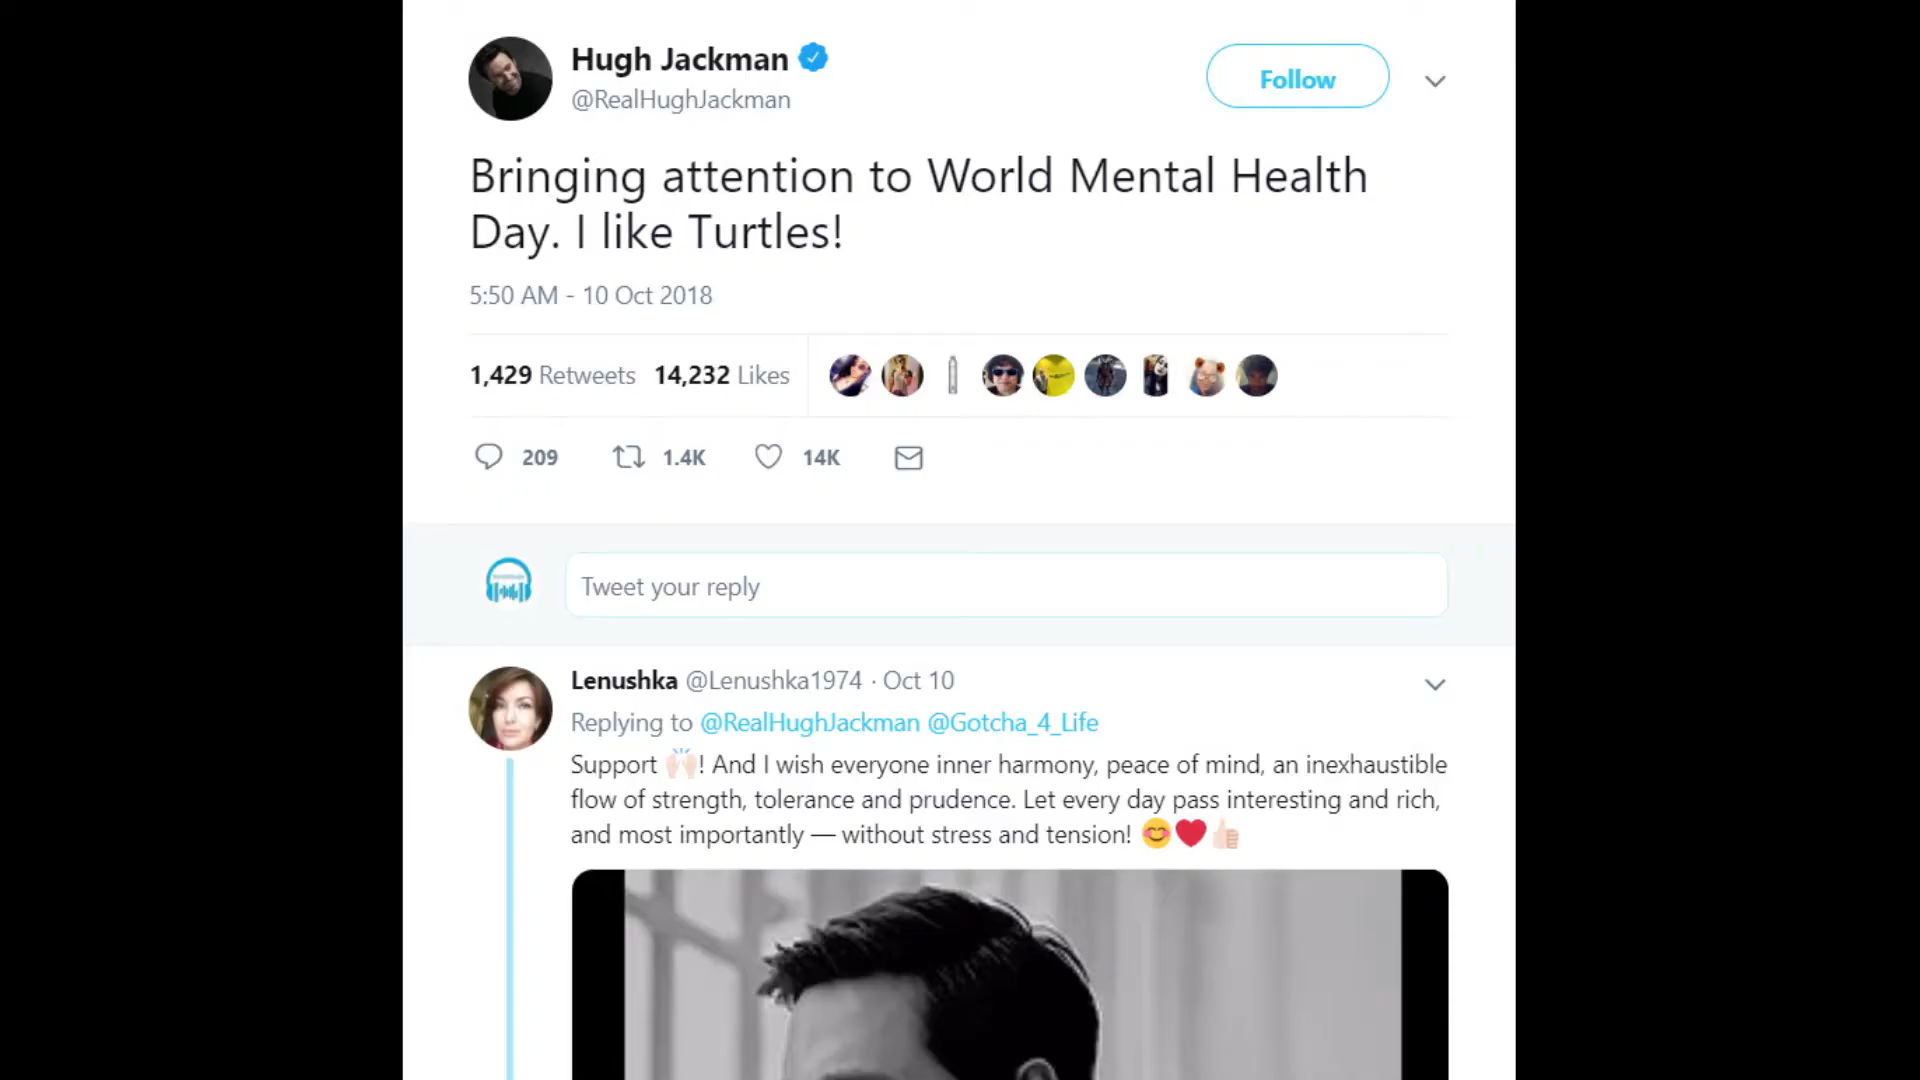 Hugh Jackman
@RealHughJackman
Follow
Bringing attention to World Mental Health
Day. I like Turtles!
5:50 AM - 10 Oct 2018
1,429 Retweets 14,232 Likes
209 1.4K 14K
Tweet your reply
Lenushka @Lenushka1974 · Oct 10
Replying to @RealHughJackman @Gotcha_4_Life
Support 🙌🏻! And I wish everyone inner harmony, peace of mind, an inexhaustible
flow of strength, tolerance and prudence. Let every day pass interesting and rich,
and most importantly — without stress and tension! 😊❤👍🏻